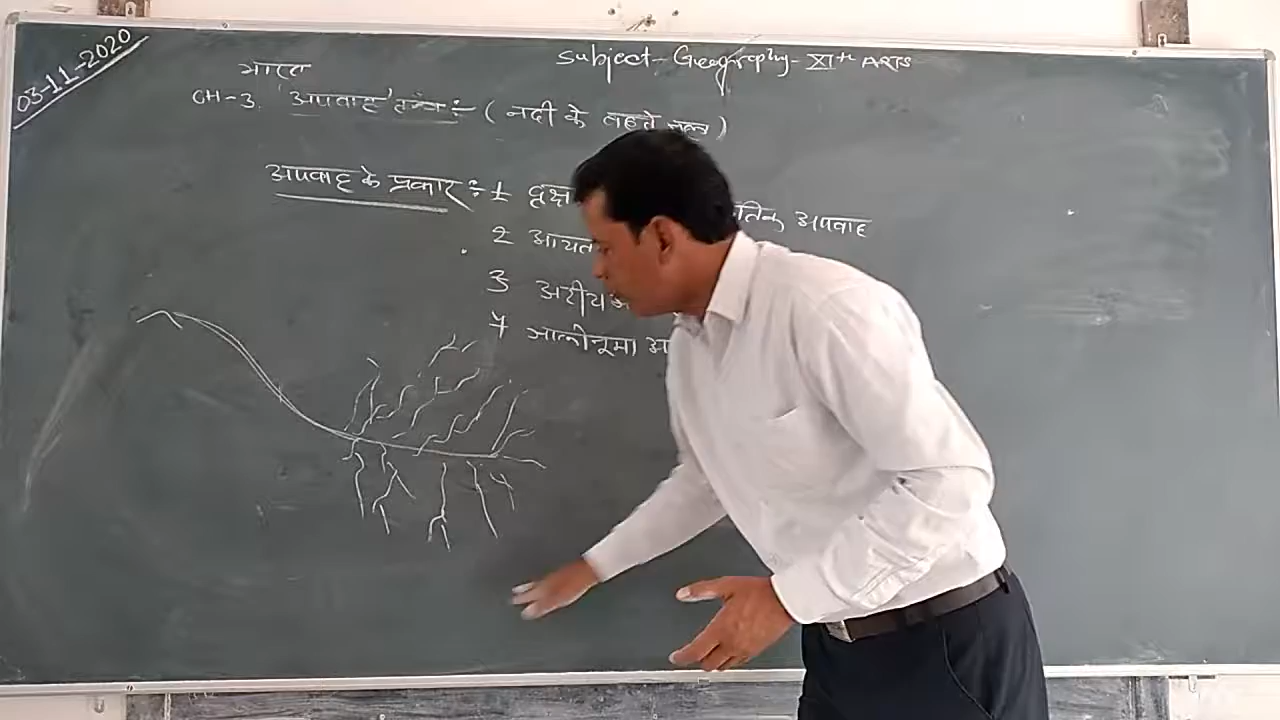 03-11-2020
Subject - Geography - XIth ARTS
भारत
CH-3. 'अपवाह' तन्त्र :- ( नदी के बहते जल )
अपवाह के प्रकार :- 1 वृक्ष तिक अपवाह
2 आयत
3 अरीय
4 जालीनूमा अ